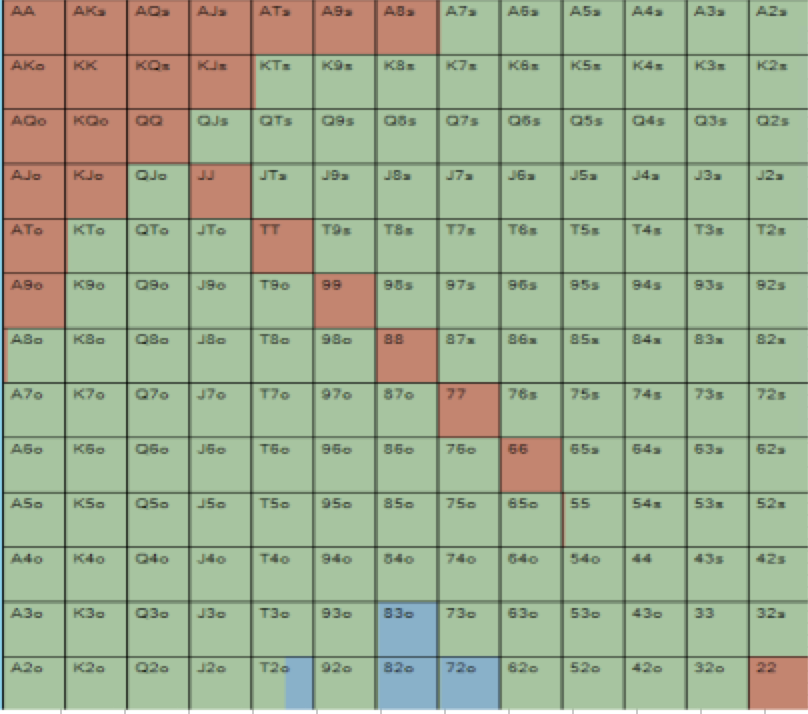 AA AKs AQs AJs ATs A9s A8s A7s A6s A5s A4s A3s A2s
AKo KK KQs KJs KTs K9s K8s K7s K6s K5s K4s K3s K2s
AQo KQo QQ QJs QTs Q9s Q8s Q7s Q6s Q5s Q4s Q3s Q2s
AJo KJo QJo JJ JTs J9s J8s J7s J6s J5s J4s J3s J2s
ATo KTo QTo JTo TT T9s T8s T7s T6s T5s T4s T3s T2s
A9o K9o Q9o J9o T9o 99 98s 97s 96s 95s 94s 93s 92s
A8o K8o Q8o J8o T8o 98o 88 87s 86s 85s 84s 83s 82s
A7o K7o Q7o J7o T7o 97o 87o 77 76s 75s 74s 73s 72s
A6o K6o Q6o J6o T6o 96o 86o 76o 66 65s 64s 63s 62s
A5o K5o Q5o J5o T5o 95o 85o 75o 65o 55 54s 53s 52s
A4o K4o Q4o J4o T4o 94o 84o 74o 64o 54o 44 43s 42s
A3o K3o Q3o J3o T3o 93o 83o 73o 63o 53o 43o 33 32s
A2o K2o Q2o J2o T2o 92o 82o 72o 62o 52o 42o 32o 22